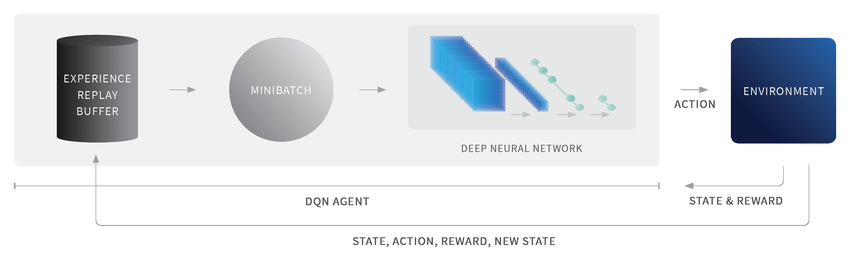 EXPERIENCE
REPLAY
BUFFER
MINIBATCH
DEEP NEURAL NETWORK
ACTION
ENVIRONMENT
DQN AGENT
STATE & REWARD
STATE, ACTION, REWARD, NEW STATE